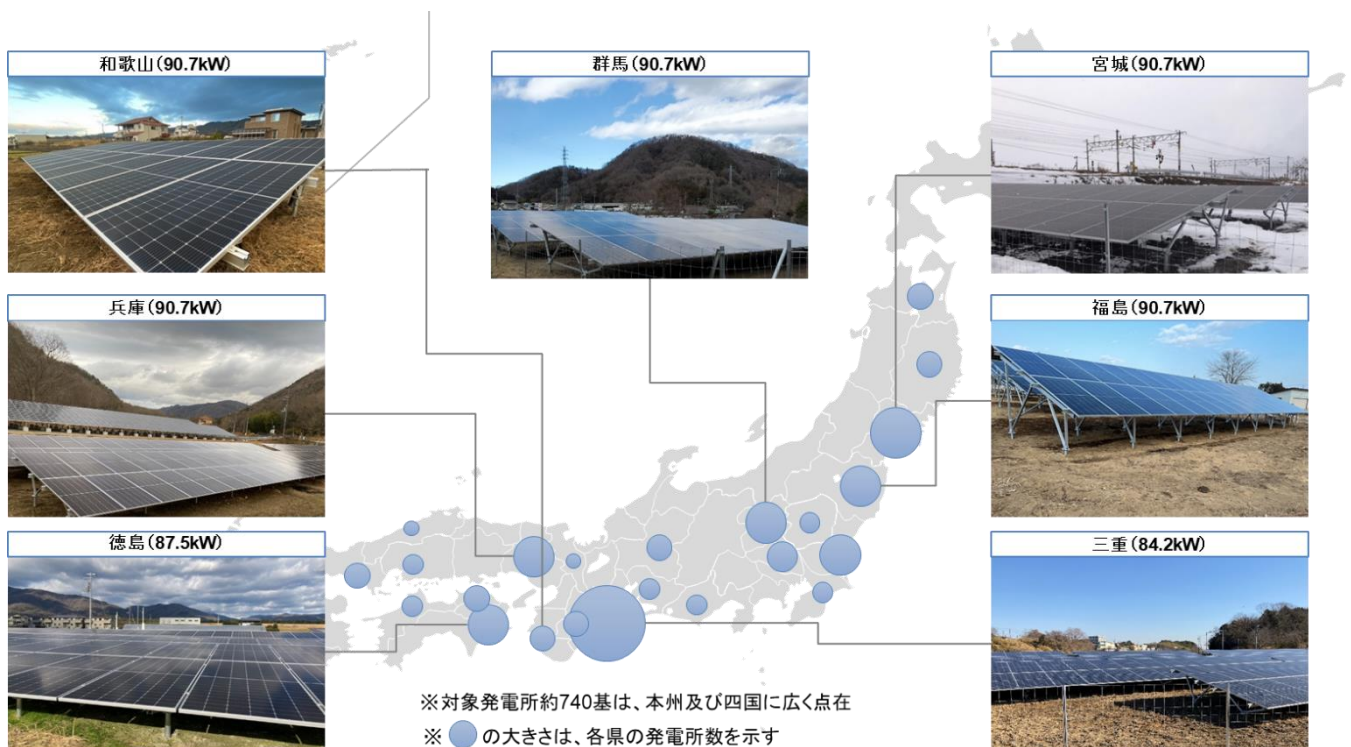 和歌山(90.7kW)
群馬(90.7kW)
宮城(90.7kW)
兵庫(90.7kW)
福島(90.7kW)
徳島(87.5kW)
三重(84.2kW)
※対象発電所約740基は、本州及び四国に広く点在
※ の大きさは、各県の発電所数を示す